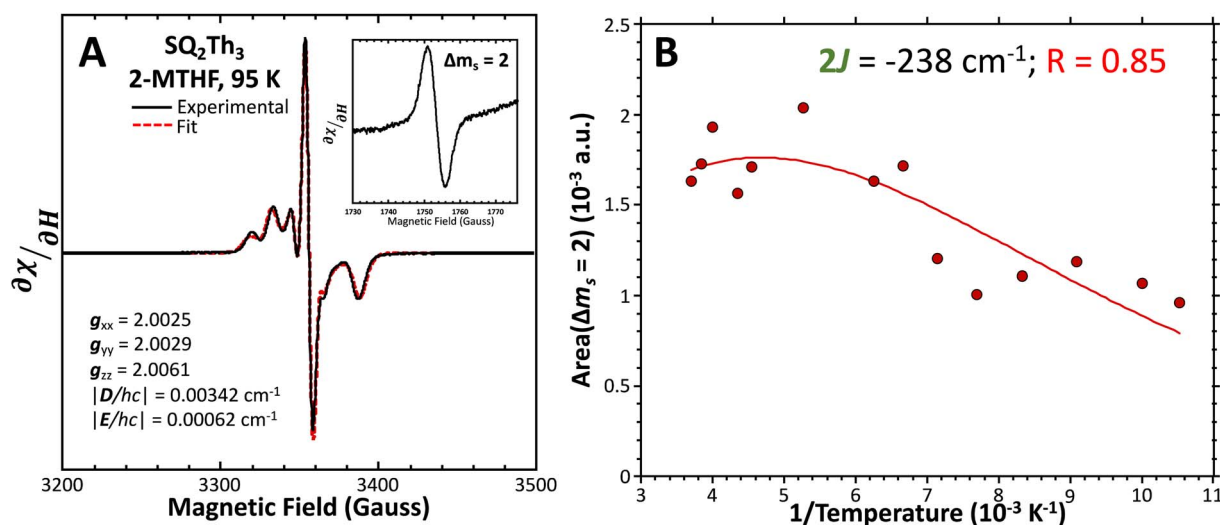 A
SQ₂Th₃
2-MTHF, 95 K
Experimental
Fit
∂χ/∂H
gxx = 2.0025
gyy = 2.0029
gzz = 2.0061
|D/hc| = 0.00342 cm⁻¹
|E/hc| = 0.00062 cm⁻¹
3200 3300 3400 3500
Magnetic Field (Gauss)
Δms = 2
∂χ/∂H
1730 1740 1750 1760 1770
Magnetic Field (Gauss)
B
2J = -238 cm⁻¹; R = 0.85
Area(Δms = 2) (10⁻³ a.u.)
2.5
2
1.5
1
0.5
0
3 4 5 6 7 8 9 10 11
1/Temperature (10⁻³ K⁻¹)